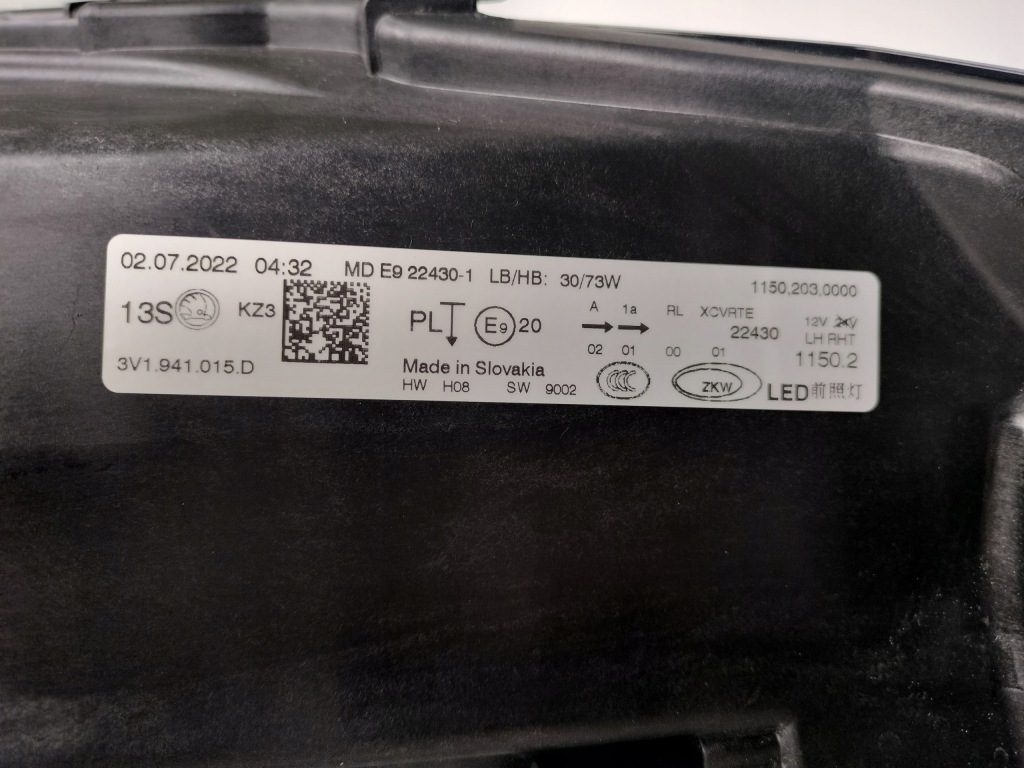 02.07.2022 04:32 MD E9 22430-1 LB/HB: 30/73W 1150.203.0000
13S KZ3 PL E9 20 A 1a RL XCVRTE 12V 24V
22430 LH RHT
02 01 00 01 1150.2
3V1.941.015.D Made in Slovakia
HW H08 SW 9002 CCC ZKW LED前照灯